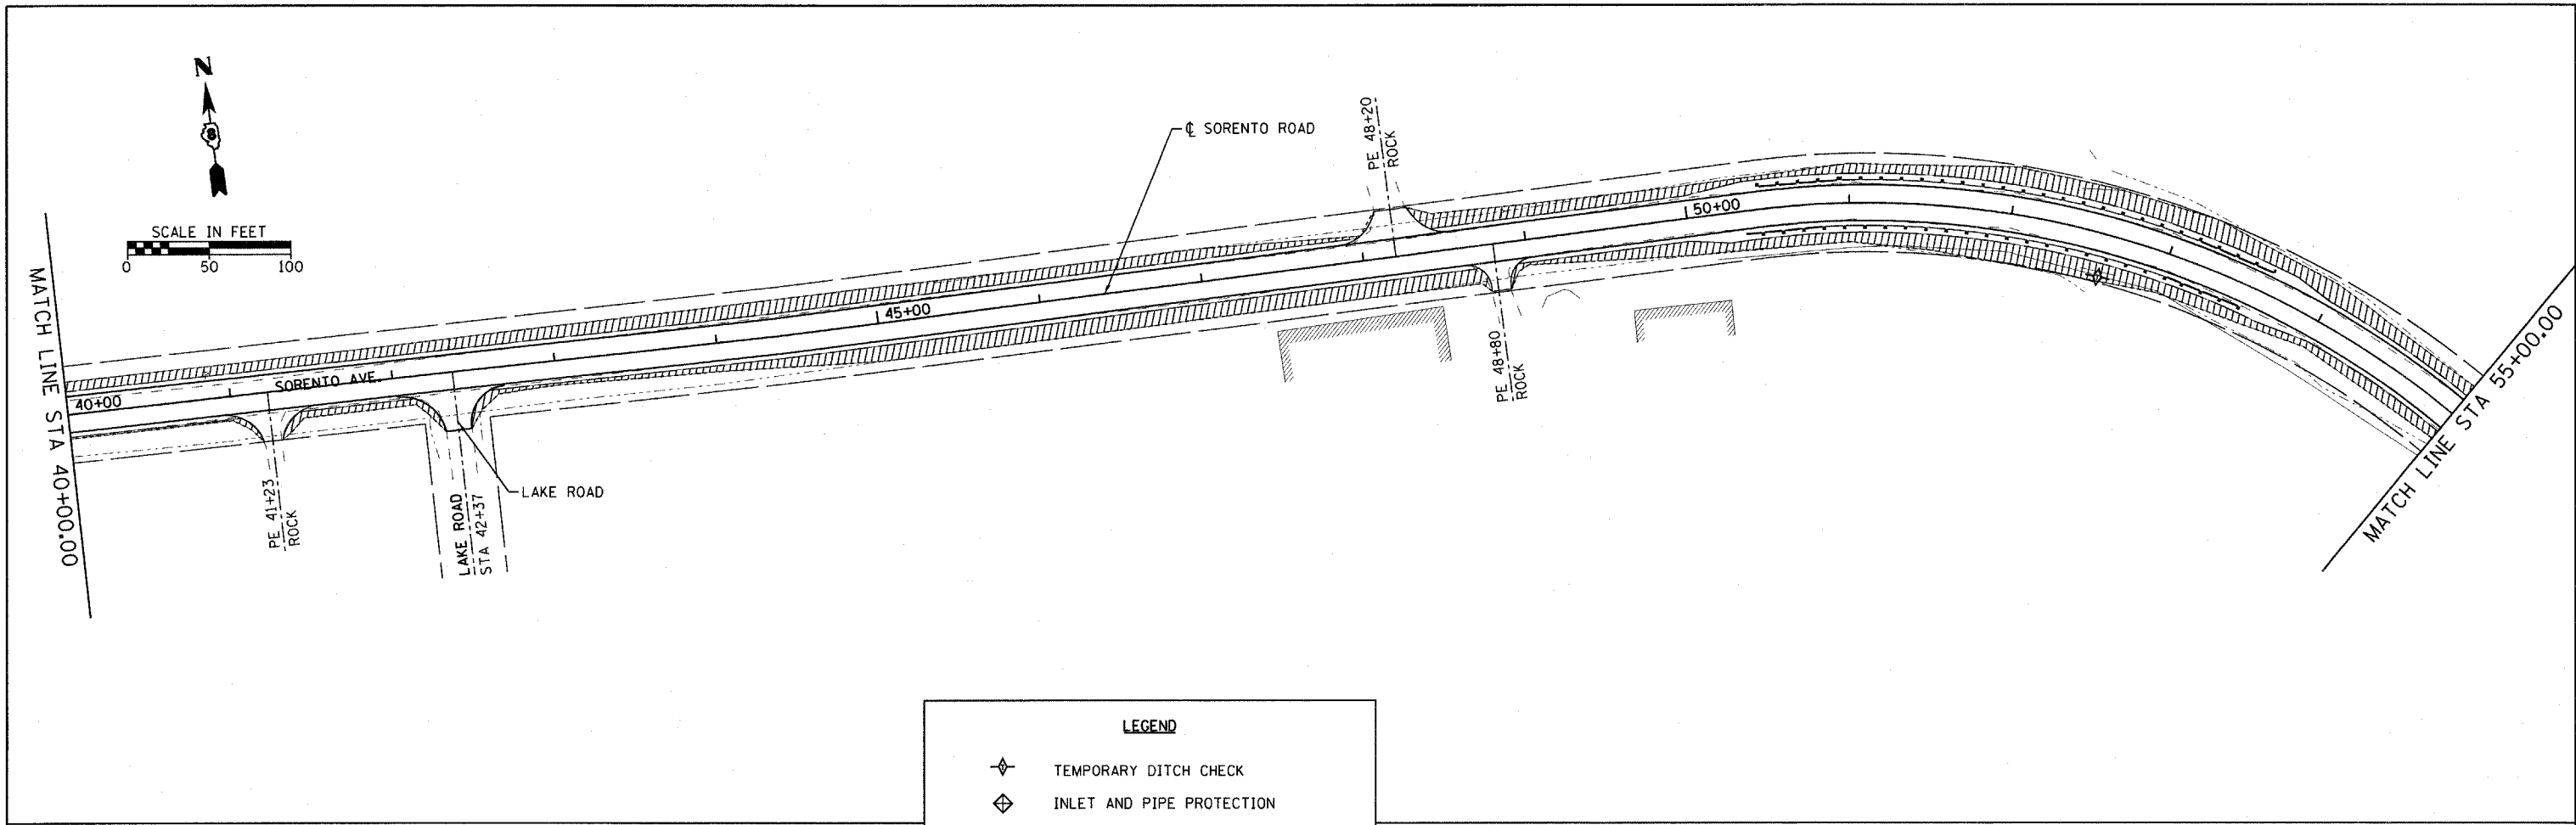 N
8
SCALE IN FEET
0 50 100
MATCH LINE STA 40+00.00
40+00
SORENTO AVE.
PE 41+23
ROCK
LAKE ROAD
STA 42+37
LAKE ROAD
45+00
℄ SORENTO ROAD
PE 48+20
ROCK
PE 48+80
ROCK
50+00
MATCH LINE STA 55+00.00
LEGEND
TEMPORARY DITCH CHECK
INLET AND PIPE PROTECTION